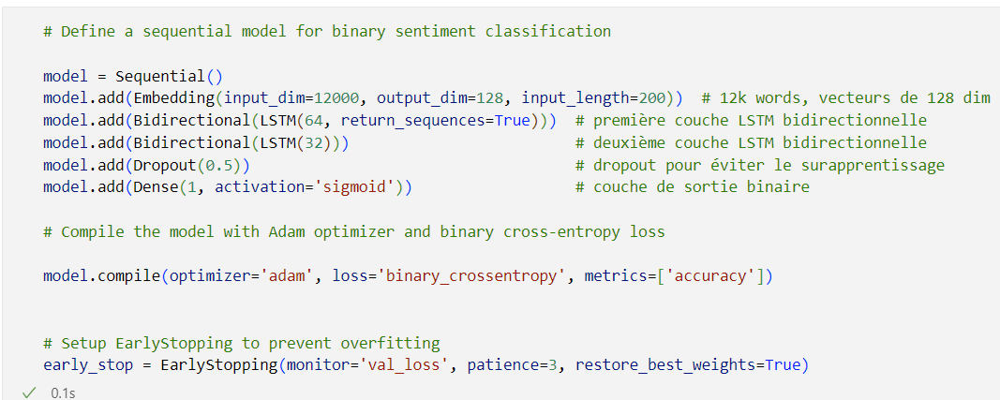 # Define a sequential model for binary sentiment classification
model = Sequential()
model.add(Embedding(input_dim=12000, output_dim=128, input_length=200))  # 12k words, vecteurs de 128 dim
model.add(Bidirectional(LSTM(64, return_sequences=True)))  # première couche LSTM bidirectionnelle
model.add(Bidirectional(LSTM(32)))                         # deuxième couche LSTM bidirectionnelle
model.add(Dropout(0.5))                                    # dropout pour éviter le surapprentissage
model.add(Dense(1, activation='sigmoid'))                  # couche de sortie binaire
# Compile the model with Adam optimizer and binary cross-entropy loss
model.compile(optimizer='adam', loss='binary_crossentropy', metrics=['accuracy'])
# Setup EarlyStopping to prevent overfitting
early_stop = EarlyStopping(monitor='val_loss', patience=3, restore_best_weights=True)
0.1s